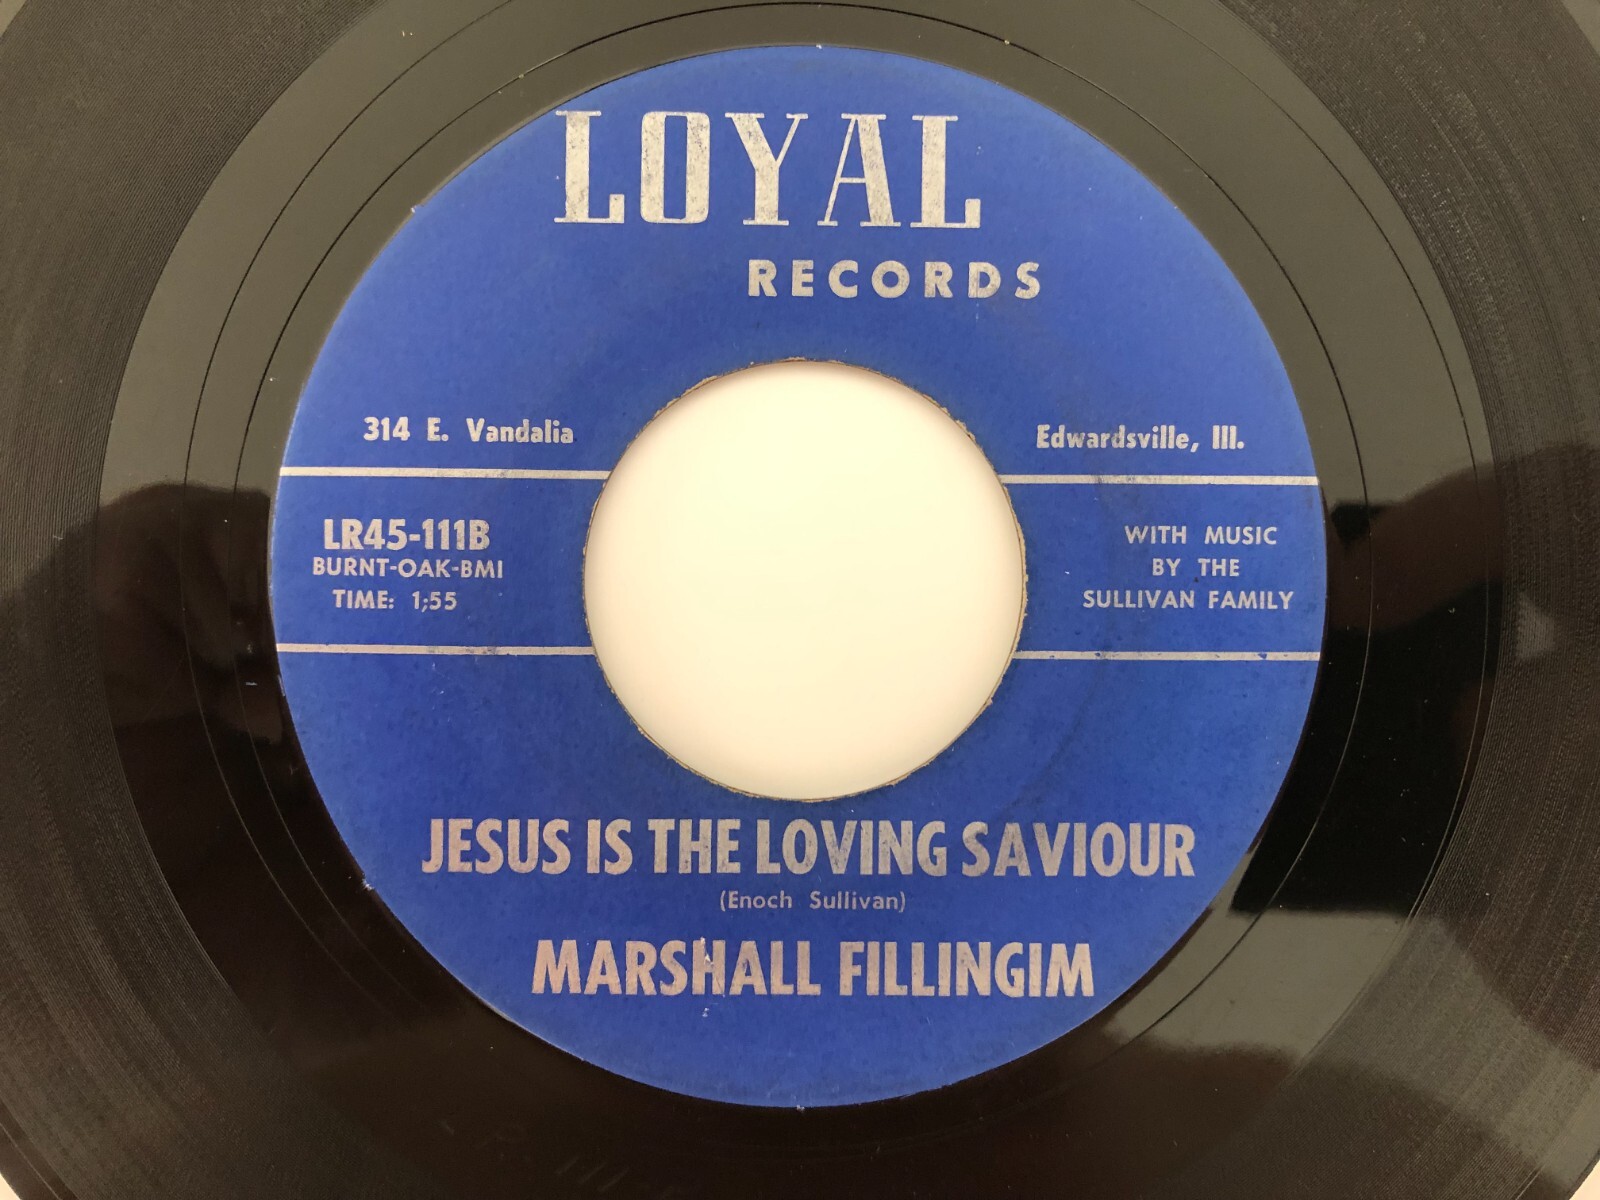 LOYAL
RECORDS
314 E. Vandalia
Edwardsville, Ill.
LR45-111B
BURNT-OAK-BMI
TIME: 1;55
WITH MUSIC
BY THE
SULLIVAN FAMILY
JESUS IS THE LOVING SAVIOUR
(Enoch Sullivan)
MARSHALL FILLINGIM